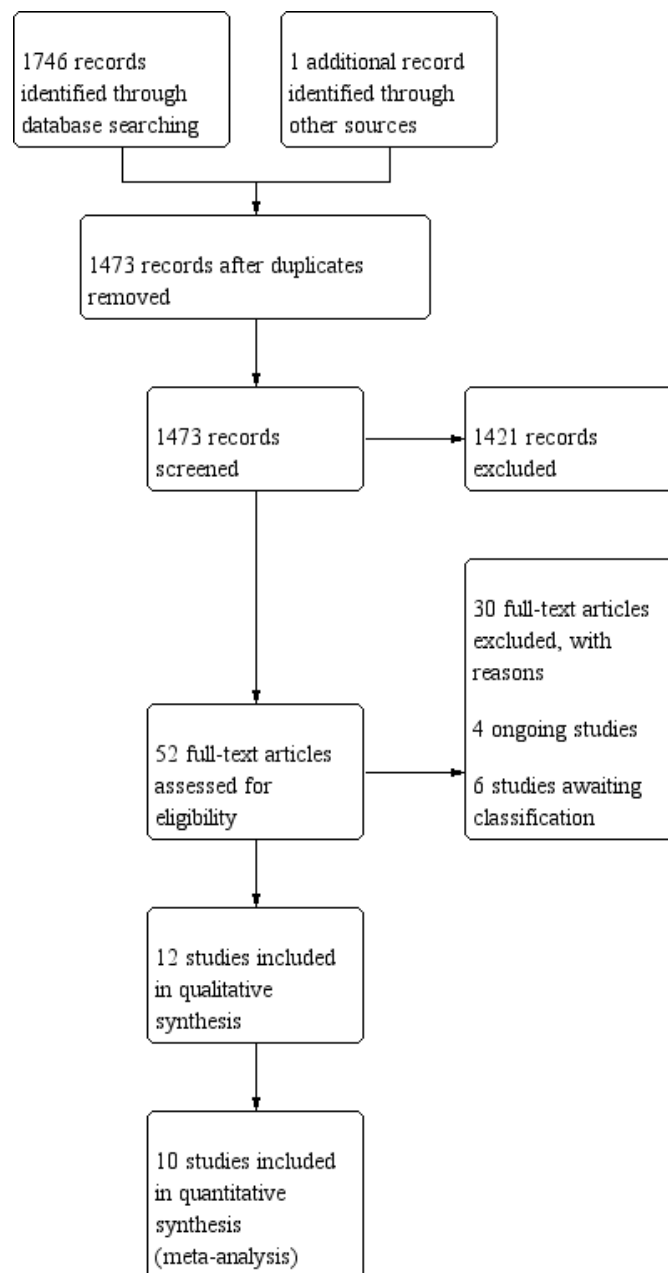 1746 records
identified through
database searching
1 additional record
identified through
other sources
1473 records after duplicates
removed
1473 records
screened
1421 records
excluded
30 full-text articles
excluded, with
reasons
4 ongoing studies
6 studies awaiting
classification
52 full-text articles
assessed for
eligibility
12 studies included
in qualitative
synthesis
10 studies included
in quantitative
synthesis
(meta-analysis)